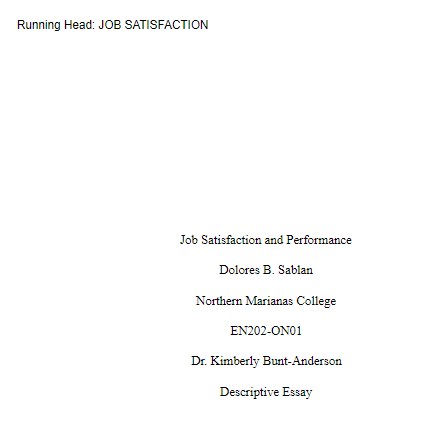 Running Head: JOB SATISFACTION
Job Satisfaction and Performance
Dolores B. Sablan
Northern Marianas College
EN202-ON01
Dr. Kimberly Bunt-Anderson
Descriptive Essay